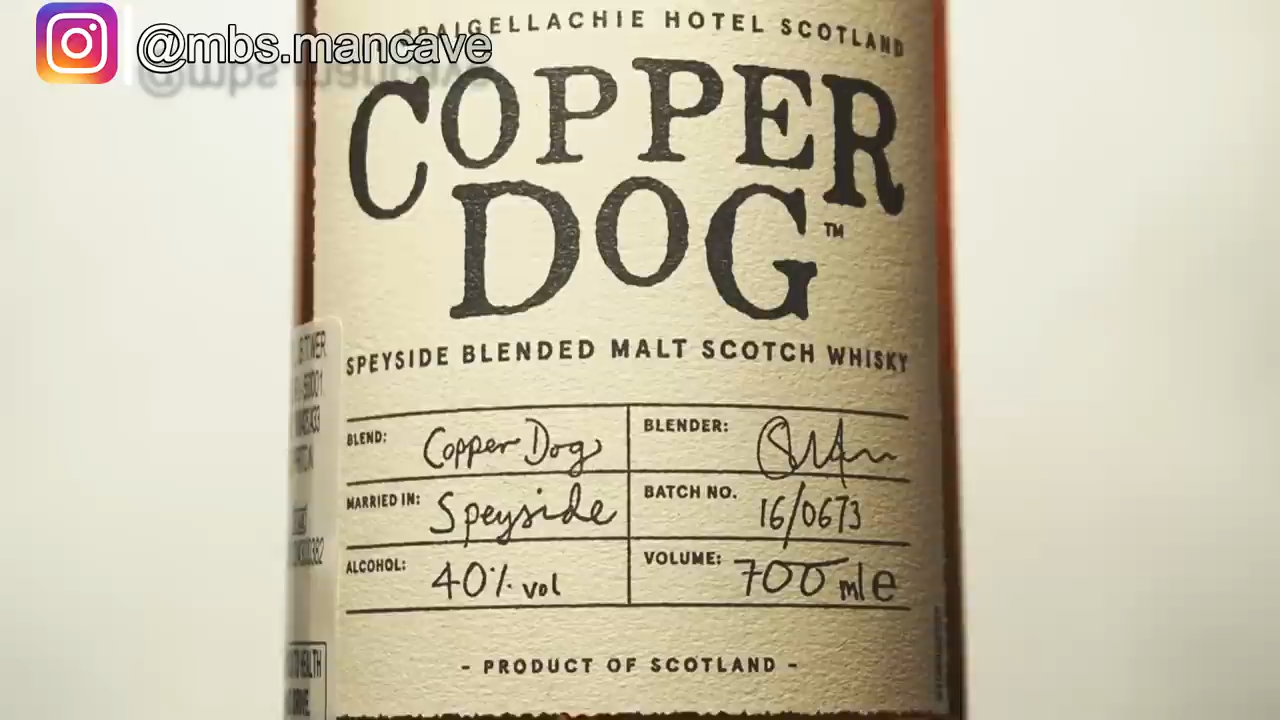 @mbs.mancave
CRAIGELLACHIE HOTEL SCOTLAND
COPPER
DOG™
SPEYSIDE BLENDED MALT SCOTCH WHISKY
BLEND: Copper Dog
BLENDER:
MARRIED IN: Speyside
BATCH NO. 16/0673
ALCOHOL: 40% vol
VOLUME: 700 ml e
- PRODUCT OF SCOTLAND -